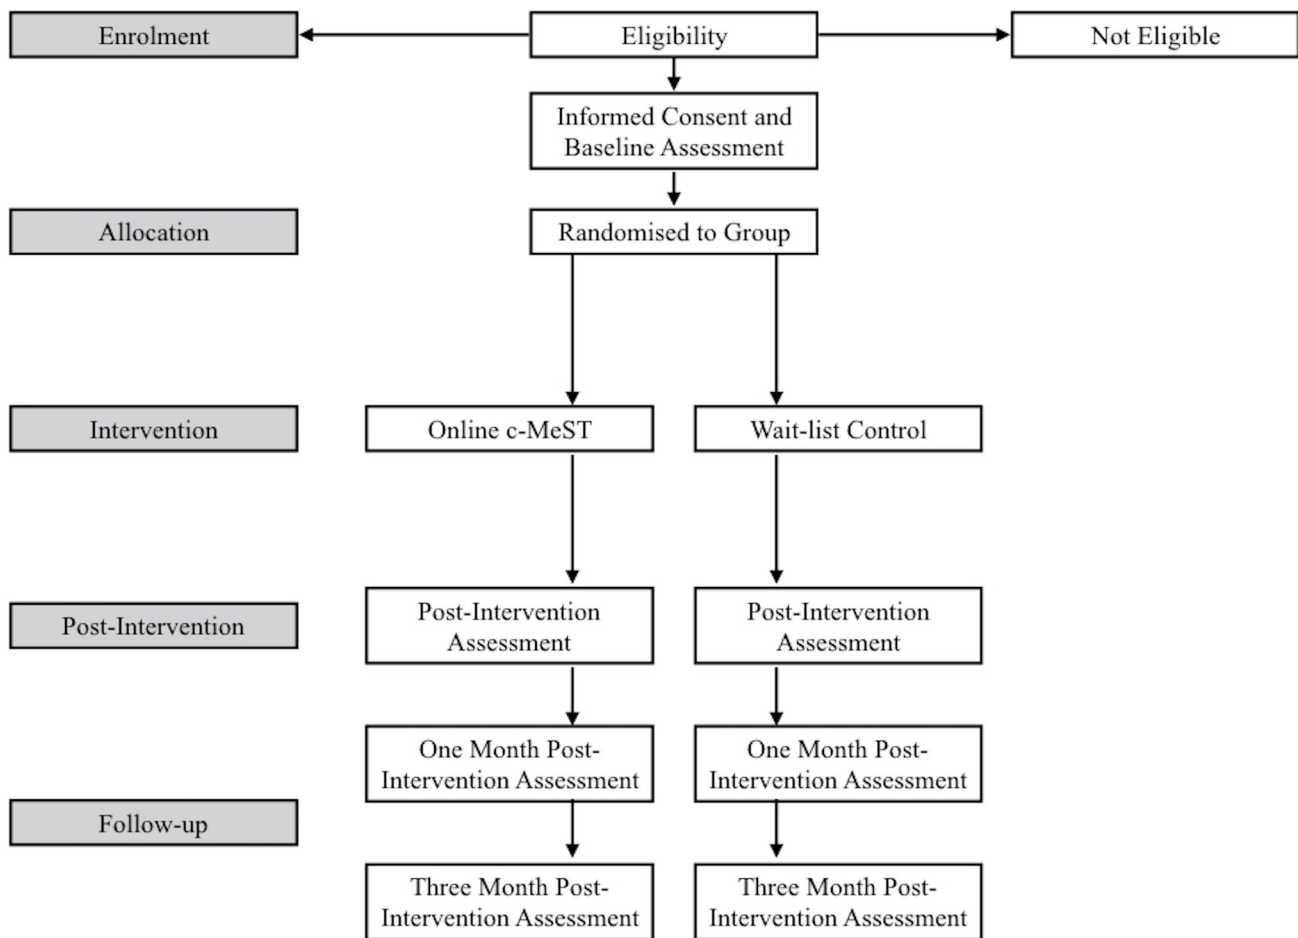 Enrolment
Eligibility
Not Eligible
Informed Consent and
Baseline Assessment
Allocation
Randomised to Group
Intervention
Online c-MeST
Wait-list Control
Post-Intervention
Post-Intervention
Assessment
Post-Intervention
Assessment
One Month Post-
Intervention Assessment
One Month Post-
Intervention Assessment
Follow-up
Three Month Post-
Intervention Assessment
Three Month Post-
Intervention Assessment